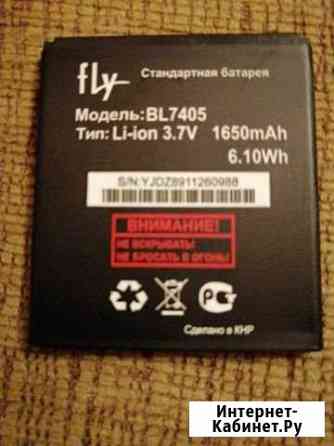 fly Стандартная батарея
Модель: BL7405
Тип: Li-ion 3.7V 1650mAh
6.10Wh
S/N:YJDZ8911260988
ВНИМАНИЕ!
НЕ ВСКРЫВАТЬ!
НЕ БРОСАТЬ В ОГОНЬ!
Сделано в КНР
Интернет-
Кабинет.Ру